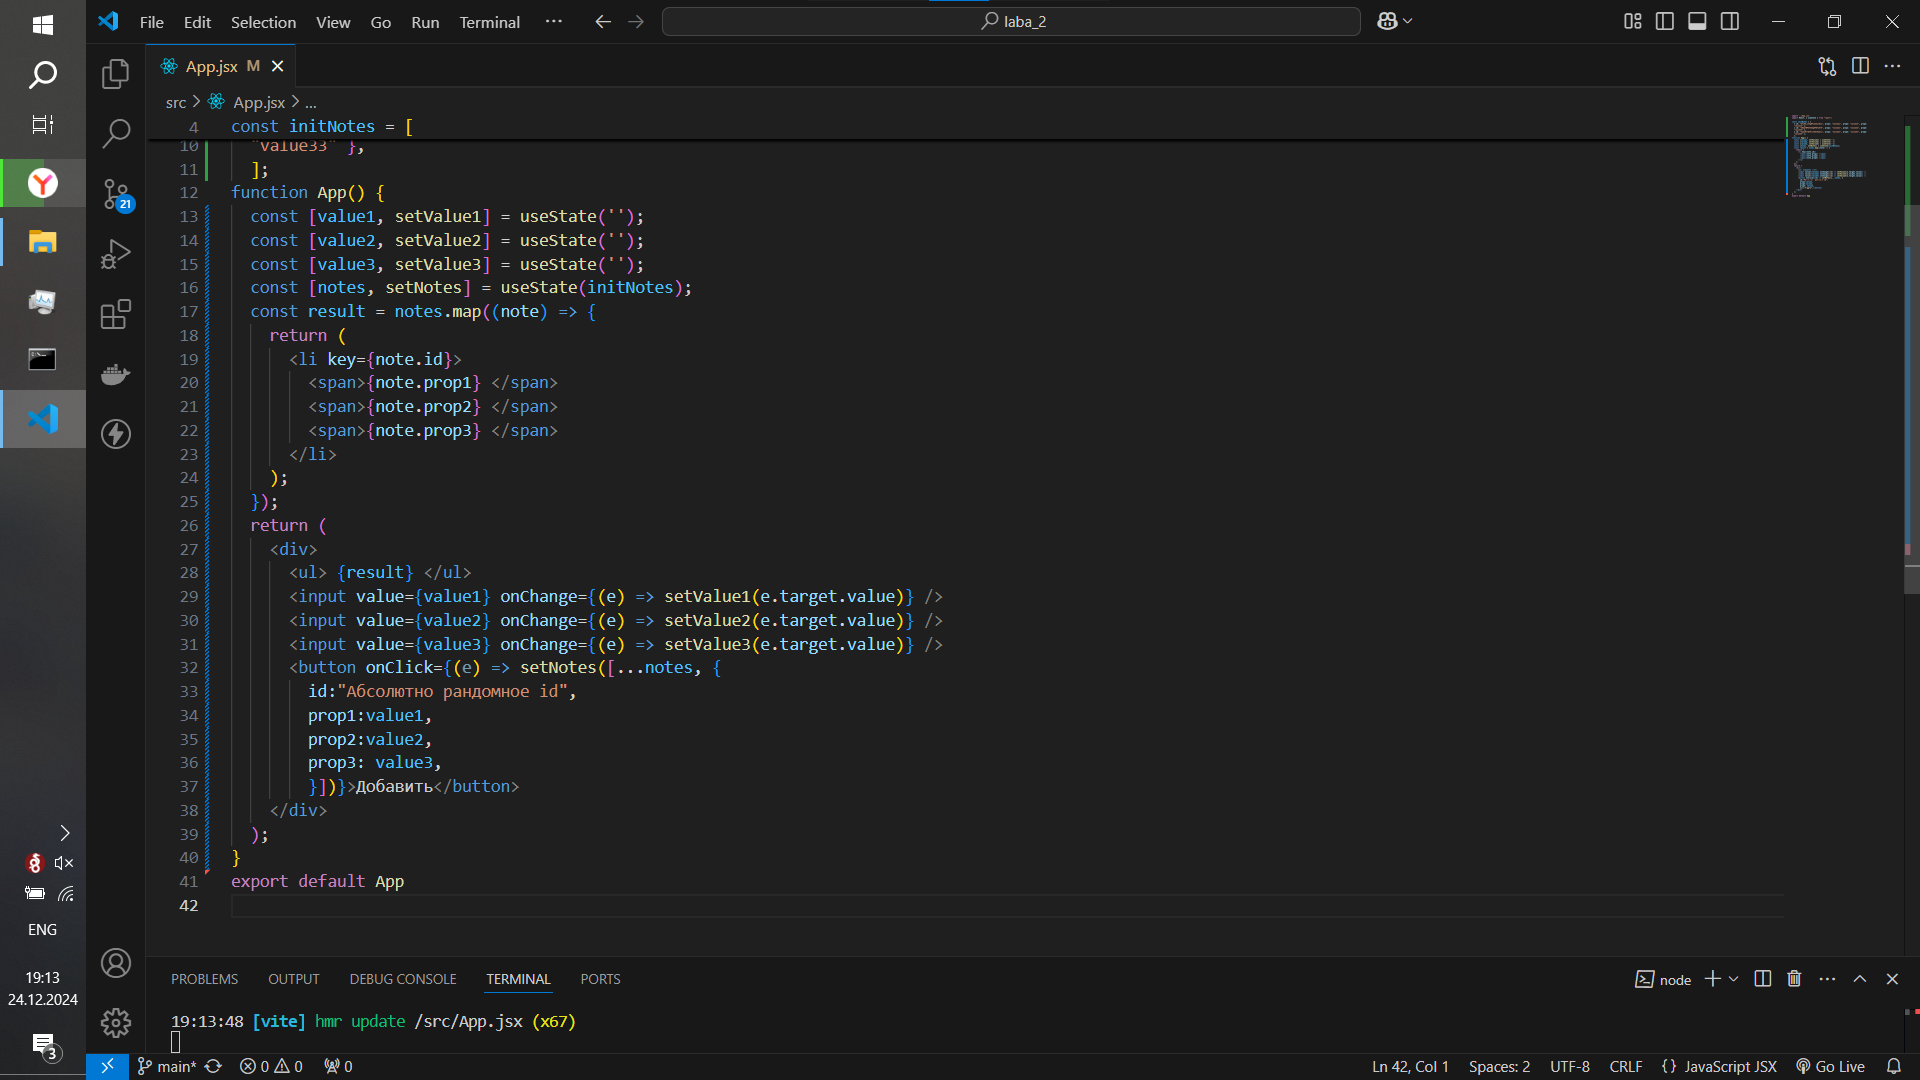 File Edit Selection View Go Run Terminal ··· laba_2
App.jsx M
src > App.jsx > ...
4 const initNotes = [
10 "value33" },
11 ];
12 function App() {
13 const [value1, setValue1] = useState('');
14 const [value2, setValue2] = useState('');
15 const [value3, setValue3] = useState('');
16 const [notes, setNotes] = useState(initNotes);
17 const result = notes.map((note) => {
18 return (
19 <li key={note.id}>
20 <span>{note.prop1} </span>
21 <span>{note.prop2} </span>
22 <span>{note.prop3} </span>
23 </li>
24 );
25 });
26 return (
27 <div>
28 <ul> {result} </ul>
29 <input value={value1} onChange={(e) => setValue1(e.target.value)} />
30 <input value={value2} onChange={(e) => setValue2(e.target.value)} />
31 <input value={value3} onChange={(e) => setValue3(e.target.value)} />
32 <button onClick={(e) => setNotes([...notes, {
33 id:"Абсолютно рандомное id",
34 prop1:value1,
35 prop2:value2,
36 prop3: value3,
37 }])}>Добавить</button>
38 </div>
39 );
40 }
41 export default App
42
21
ENG
19:13
24.12.2024
3
PROBLEMS OUTPUT DEBUG CONSOLE TERMINAL PORTS node
19:13:48 [vite] hmr update /src/App.jsx (x67)
main* 0 0 0 Ln 42, Col 1 Spaces: 2 UTF-8 CRLF {} JavaScript JSX Go Live